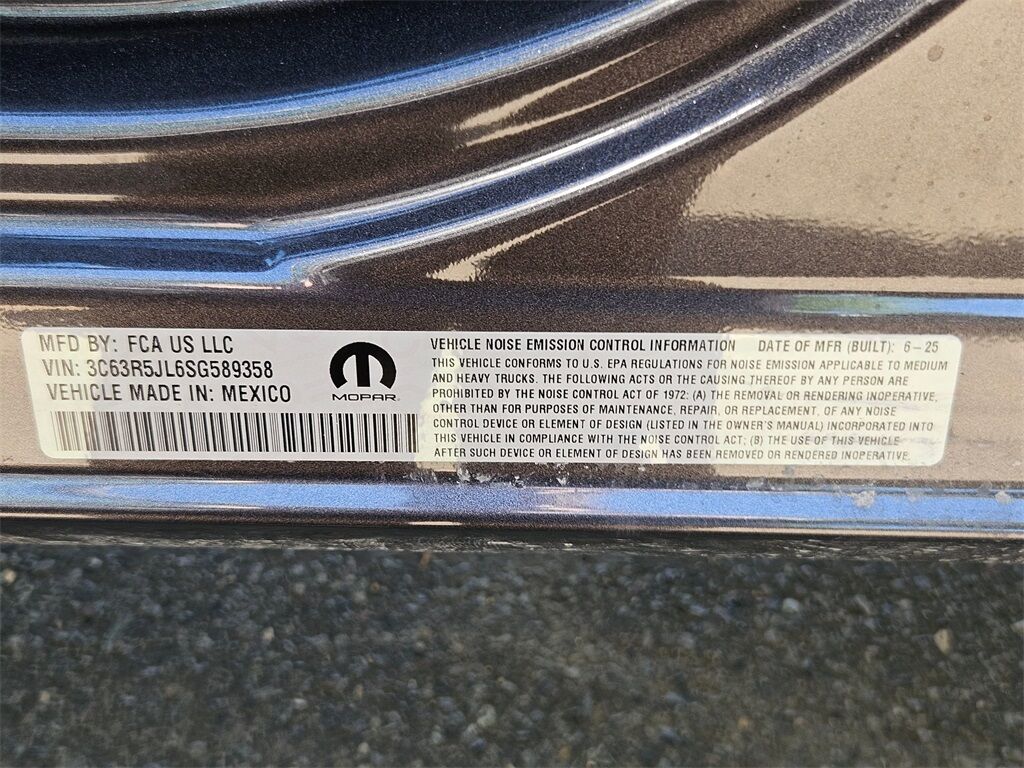 MFD BY: FCA US LLC
VIN: 3C63R5JL6SG589358
VEHICLE MADE IN: MEXICO
MOPAR
VEHICLE NOISE EMISSION CONTROL INFORMATION DATE OF MFR (BUILT): 6-25
THIS VEHICLE CONFORMS TO U.S. EPA REGULATIONS FOR NOISE EMISSION APPLICABLE TO MEDIUM
AND HEAVY TRUCKS. THE FOLLOWING ACTS OR THE CAUSING THEREOF BY ANY PERSON ARE
PROHIBITED BY THE NOISE CONTROL ACT OF 1972: (A) THE REMOVAL OR RENDERING INOPERATIVE,
OTHER THAN FOR PURPOSES OF MAINTENANCE, REPAIR, OR REPLACEMENT, OF ANY NOISE
CONTROL DEVICE OR ELEMENT OF DESIGN (LISTED IN THE OWNER'S MANUAL) INCORPORATED INTO
THIS VEHICLE IN COMPLIANCE WITH THE NOISE CONTROL ACT; (B) THE USE OF THIS VEHICLE
AFTER SUCH DEVICE OR ELEMENT OF DESIGN HAS BEEN REMOVED OR RENDERED INOPERATIVE.